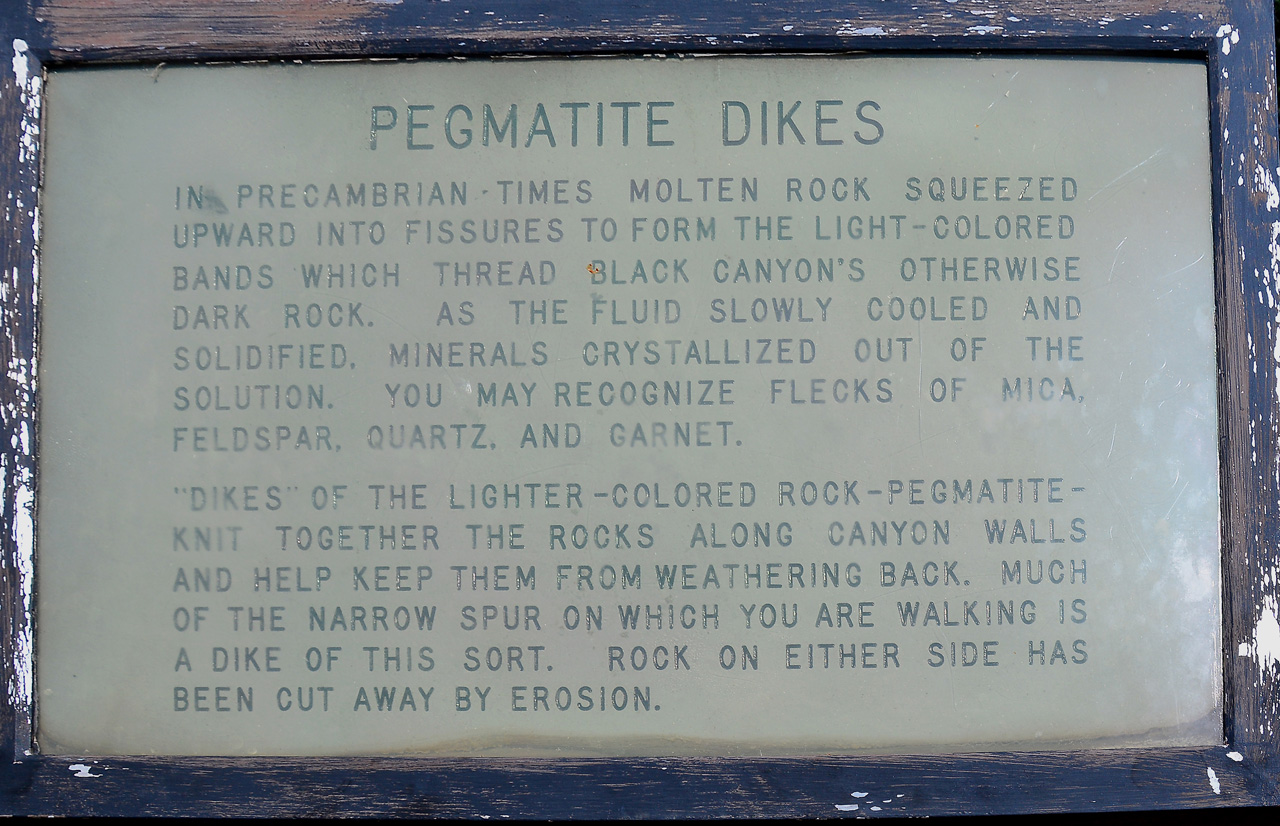 PEGMATITE DIKES
IN PRECAMBRIAN TIMES MOLTEN ROCK SQUEEZED
UPWARD INTO FISSURES TO FORM THE LIGHT-COLORED
BANDS WHICH THREAD BLACK CANYON'S OTHERWISE
DARK ROCK. AS THE FLUID SLOWLY COOLED AND
SOLIDIFIED, MINERALS CRYSTALLIZED OUT OF THE
SOLUTION. YOU MAY RECOGNIZE FLECKS OF MICA,
FELDSPAR, QUARTZ, AND GARNET.
"DIKES" OF THE LIGHTER-COLORED ROCK-PEGMATITE-
KNIT TOGETHER THE ROCKS ALONG CANYON WALLS
AND HELP KEEP THEM FROM WEATHERING BACK. MUCH
OF THE NARROW SPUR ON WHICH YOU ARE WALKING IS
A DIKE OF THIS SORT. ROCK ON EITHER SIDE HAS
BEEN CUT AWAY BY EROSION.